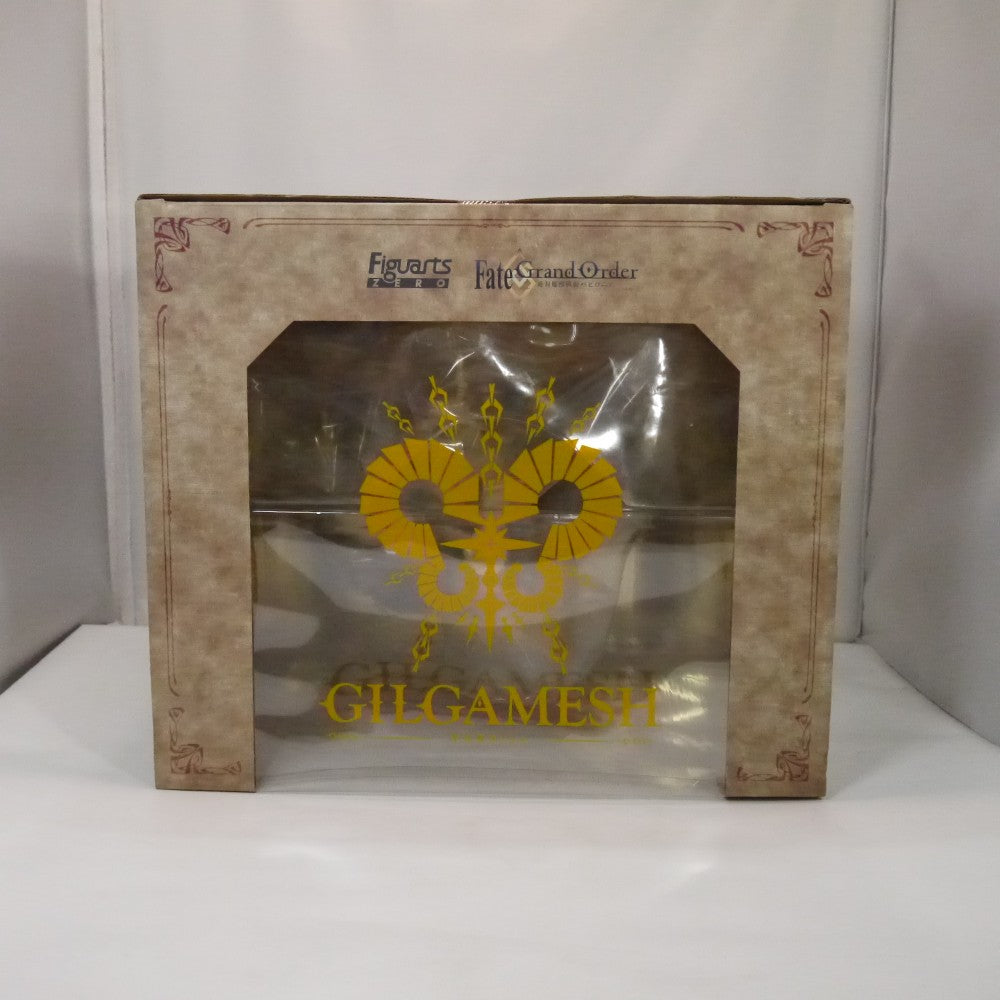 Figuarts
ZERO
Fate Grand Order
GILGAMESH